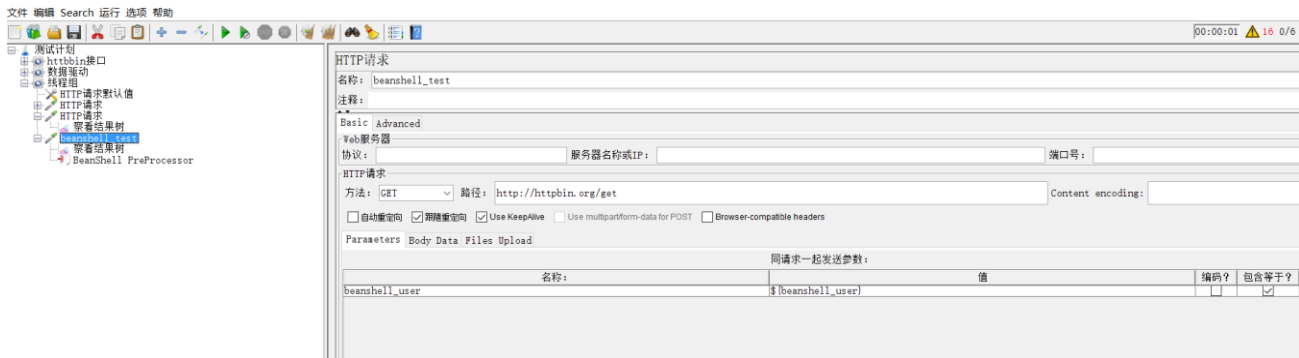 文件 编辑 Search 运行 选项 帮助
00:00:01 16 0/6
测试计划
httbbin接口
数据驱动
线程组
HTTP请求默认值
HTTP请求
HTTP请求
察看结果树
beanshell_test
察看结果树
BeanShell PreProcessor
HTTP请求
名称: beanshell_test
注释:
Basic Advanced
Web服务器
协议: 服务器名称或IP: 端口号:
HTTP请求
方法: GET 路径: http://httpbin.org/get Content encoding:
自动重定向 跟随重定向 Use KeepAlive Use multipart/form-data for POST Browser-compatible headers
Parameters Body Data Files Upload
同请求一起发送参数:
名称: 值 编码? 包含等于?
beanshell_user ${beanshell_user}